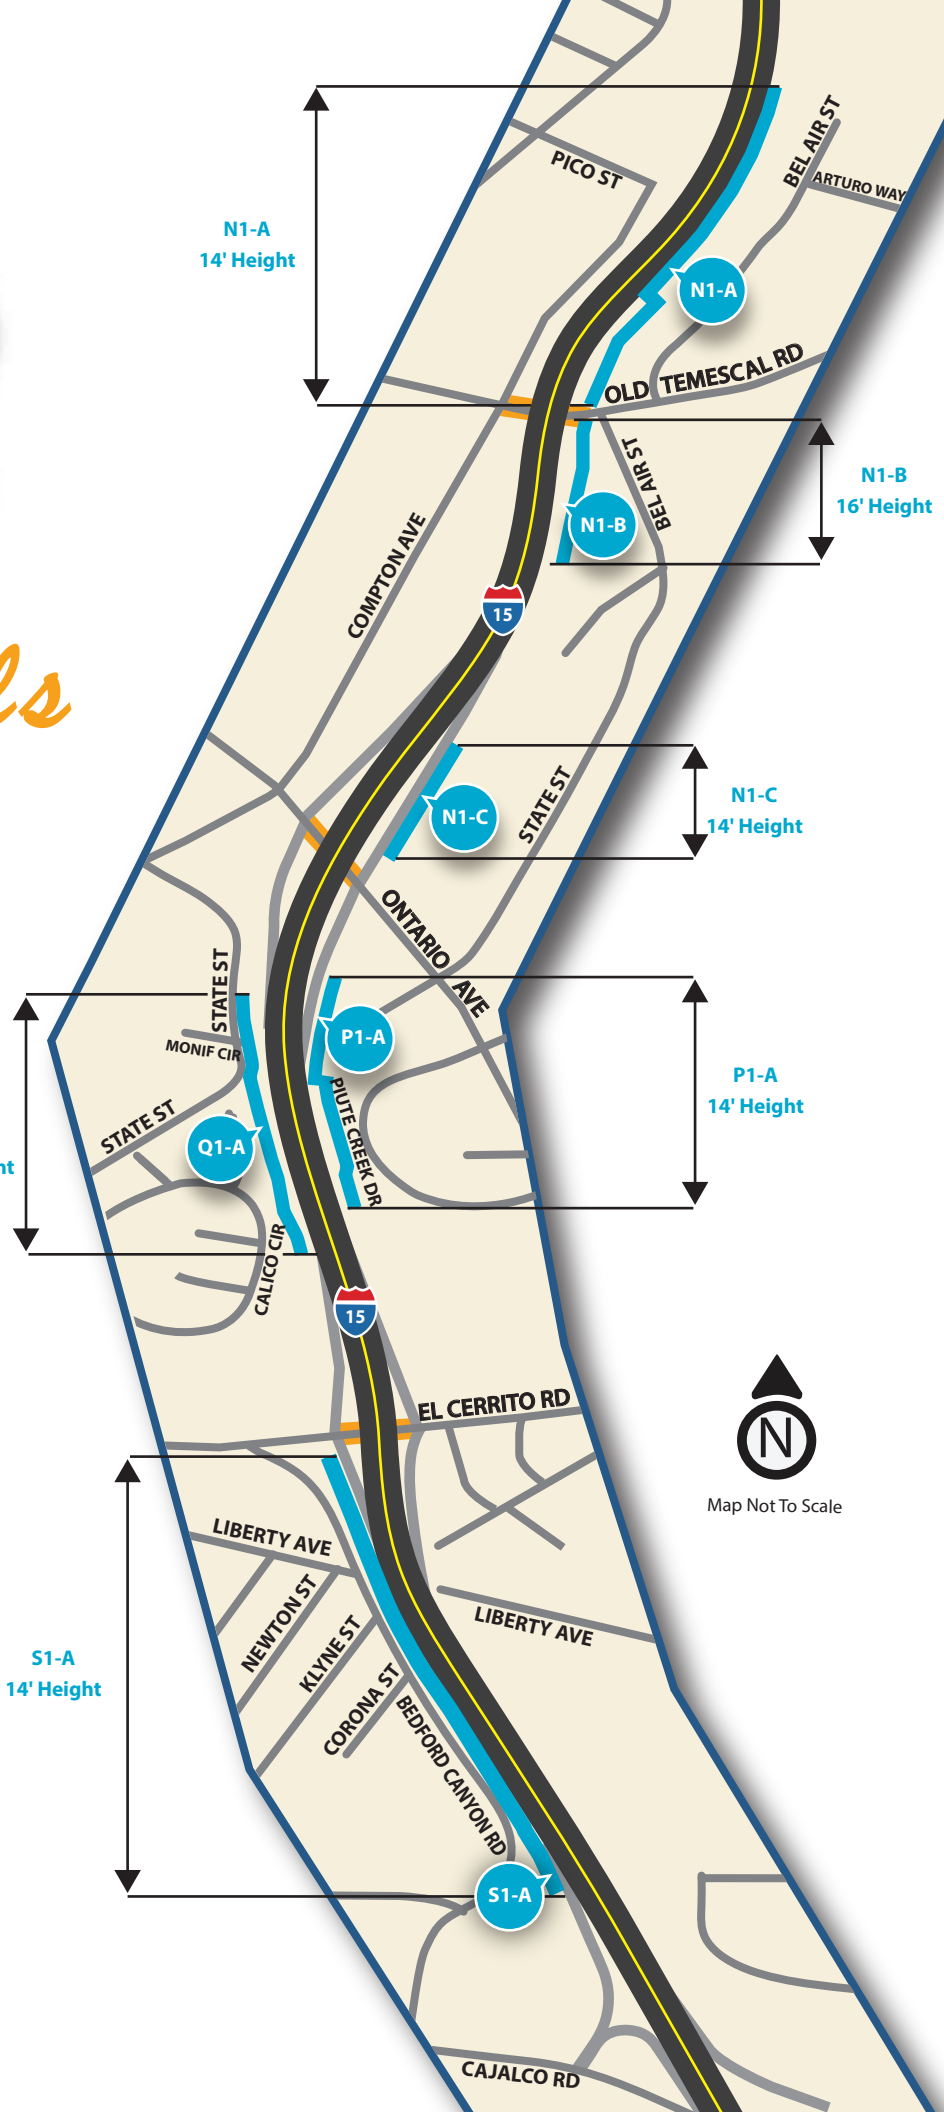 BEL AIR ST
PICO ST
ARTURO WAY
N1-A
14' Height
N1-A
OLD TEMESCAL RD
BEL AIR ST
N1-B
16' Height
N1-B
COMPTON AVE
15
ls
STATE ST
N1-C
14' Height
N1-C
ONTARIO AVE
STATE ST
P1-A
MONIF CIR
P1-A
14' Height
PIUTE CREEK DR
STATE ST
Q1-A
nt
CALICO CIR
15
EL CERRITO RD
N
Map Not To Scale
LIBERTY AVE
NEWTON ST
KLYNE ST
LIBERTY AVE
S1-A
14' Height
CORONA ST
BEDFORD CANYON RD
S1-A
CAJALCO RD